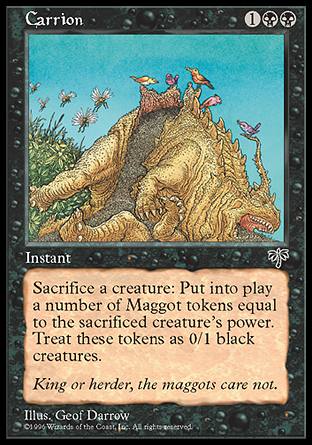 Carrion 1
Instant
Sacrifice a creature: Put into play
a number of Maggot tokens equal
to the sacrificed creature's power.
Treat these tokens as 0/1 black
creatures.
King or herder, the maggots care not.
Illus. Geof Darrow
©1996 Wizards of the Coast, Inc. All rights reserved.